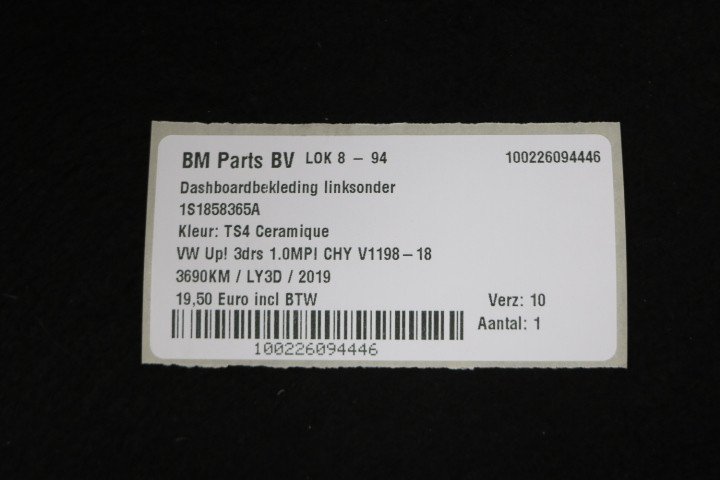 BM Parts BV LOK 8 - 94 100226094446
Dashboardbekleding linksonder
1S1858365A
Kleur: TS4 Ceramique
VW Up! 3drs 1.0MPI CHY V1198-18
3690KM / LY3D / 2019
19,50 Euro incl BTW Verz: 10
Aantal: 1
100226094446